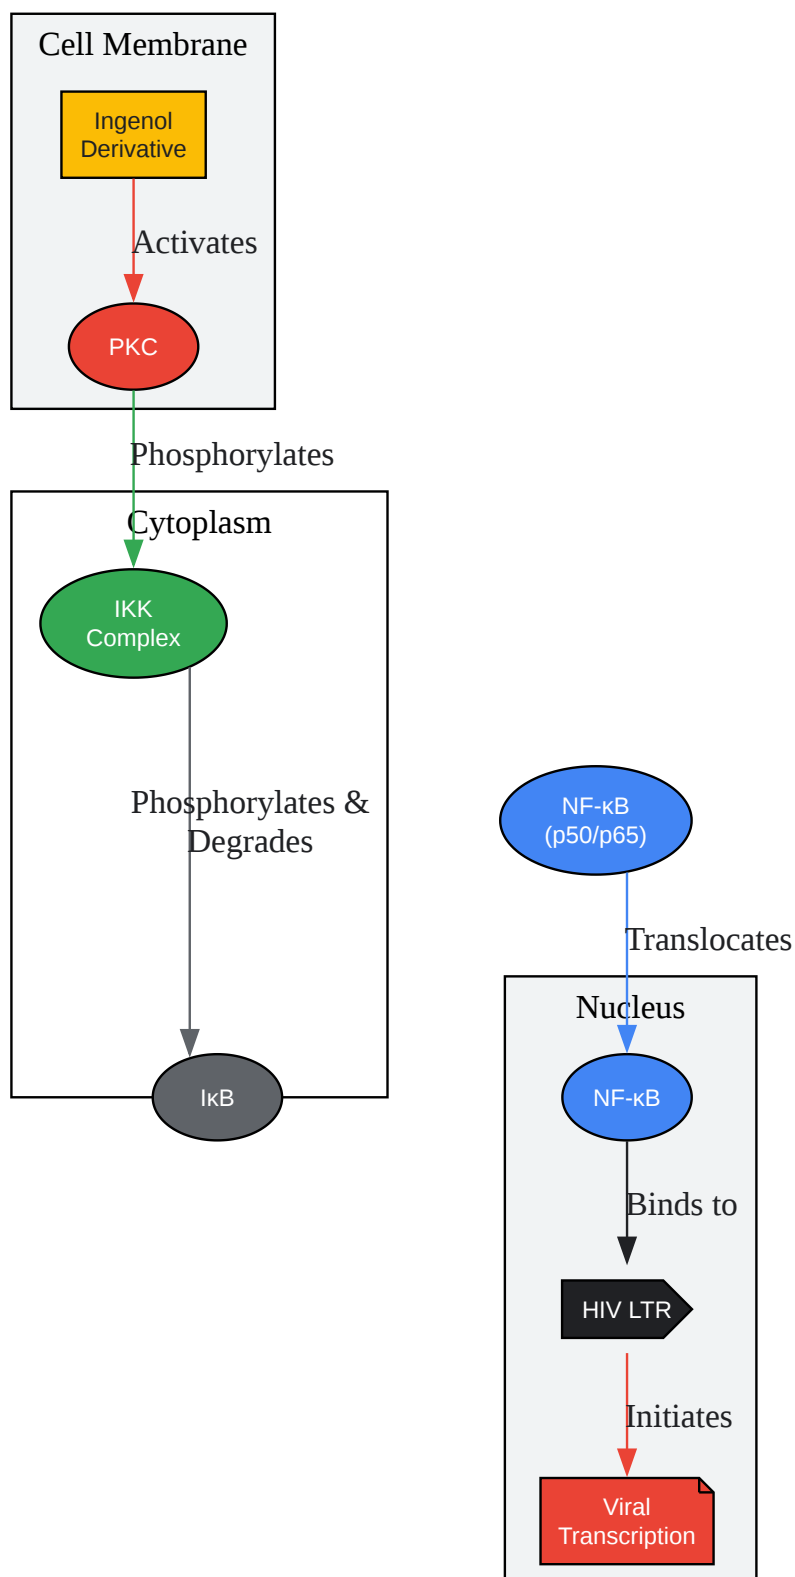 Cell Membrane
Ingenol
Derivative
Activates
PKC
Phosphorylates
Cytoplasm
IKK
Complex
Phosphorylates &
Degrades
IκB
NF-κB
(p50/p65)
Translocates
Nucleus
NF-κB
Binds to
HIV LTR
Initiates
Viral
Transcription